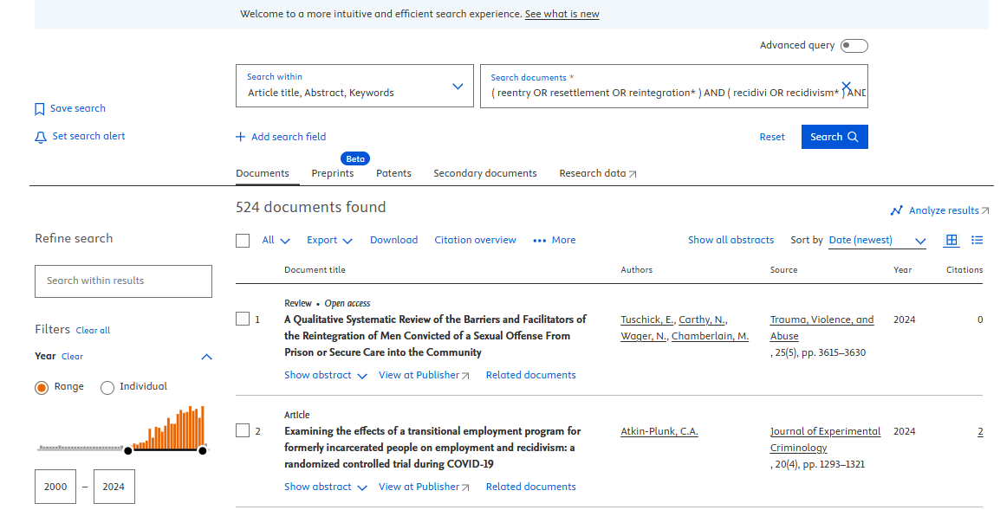 Welcome to a more intuitive and efficient search experience. See what is new
Advanced query
Search within
Article title, Abstract, Keywords
Search documents *
( reentry OR resettlement OR reintegration* ) AND ( recidivi OR recidivism* ) AND
Save search
Set search alert
Add search field
Reset
Search
Beta
Documents Preprints Patents Secondary documents Research data
524 documents found
Analyze results
Refine search
All Export Download Citation overview More Show all abstracts Sort by Date (newest)
Search within results
Document title Authors Source Year Citations
Filters Clear all
Year Clear
Range Individual
2000 – 2024
Review • Open access
1 A Qualitative Systematic Review of the Barriers and Facilitators of Tuschick, E., Carthy, N., Trauma, Violence, and 2024 0
the Reintegration of Men Convicted of a Sexual Offense From Wager, N., Chamberlain, M. Abuse
Prison or Secure Care into the Community , 25(5), pp. 3615–3630
Show abstract View at Publisher Related documents
Article
2 Examining the effects of a transitional employment program for Atkin-Plunk, C.A. Journal of Experimental 2024 2
formerly incarcerated people on employment and recidivism: a Criminology
randomized controlled trial during COVID-19 , 20(4), pp. 1293–1321
Show abstract View at Publisher Related documents